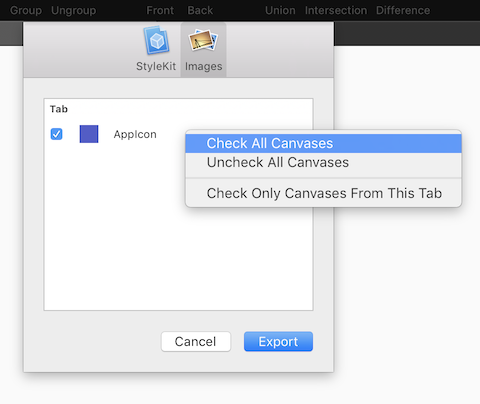 Group Ungroup Front Back Union Intersection Difference
StyleKit Images
Tab
AppIcon
Check All Canvases
Uncheck All Canvases
Check Only Canvases From This Tab
Cancel Export